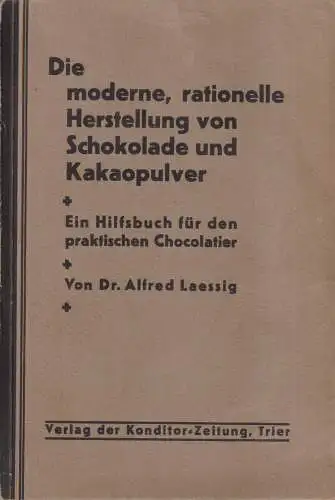 Die
moderne, rationelle
Herstellung von
Schokolade und
Kakaopulver
Ein Hilfsbuch für den
praktischen Chocolatier
Von Dr. Alfred Laessig
Verlag der Konditor-Zeitung, Trier